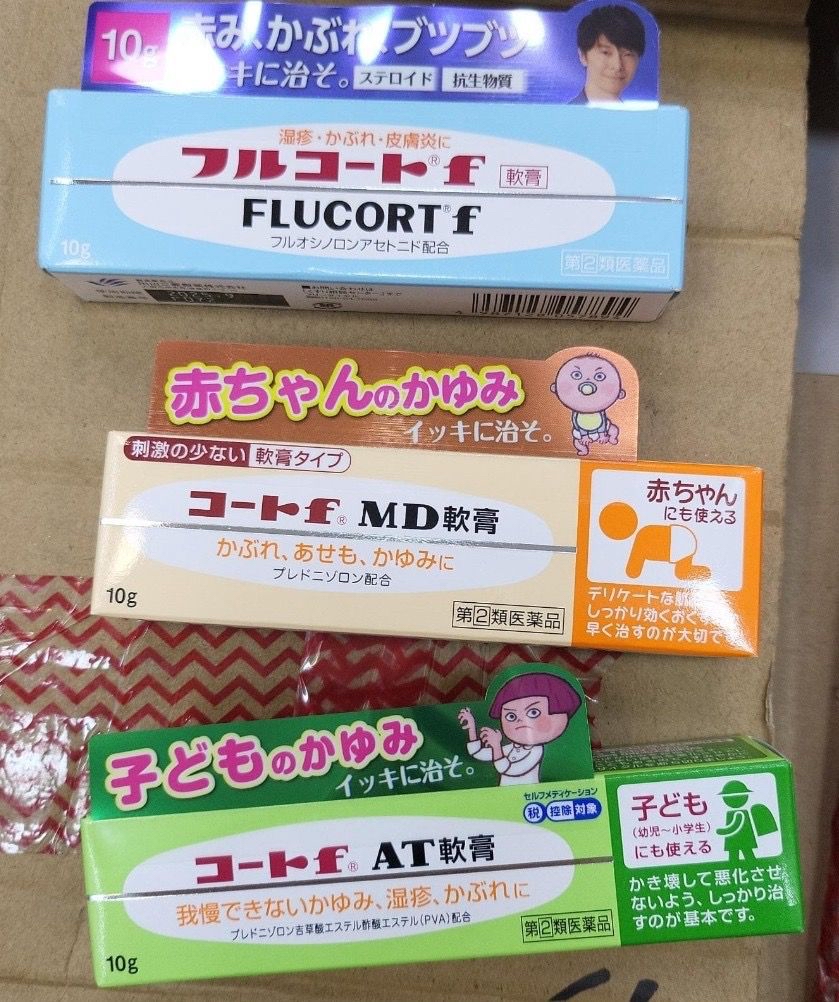 10g
赤み、かぶれ、ブツブツ
キに治そ。 ステロイド 抗生物質
湿疹・かぶれ・皮膚炎に
フルコート®f 軟膏
FLUCORT®f
フルオシノロンアセトニド配合
10g
第②類医薬品
赤ちゃんのかゆみ
イッキに治そ。
刺激の少ない 軟膏タイプ
コートf® MD軟膏
かぶれ、あせも、かゆみに
プレドニゾロン配合
10g
第②類医薬品
赤ちゃん
にも使える
デリケートな
しっかり効くお
早く治すのが大切で
子どものかゆみ
イッキに治そ。
セルフメディケーション
税 控除 対象
コートf® AT軟膏
我慢できないかゆみ、湿疹、かぶれに
プレドニゾロン吉草酸エステル酢酸エステル(PVA)配合
10g
第②類医薬品
子ども
(幼児〜小学生)
にも使える
かき壊して悪化させ
ないよう、しっかり治
すのが基本です。